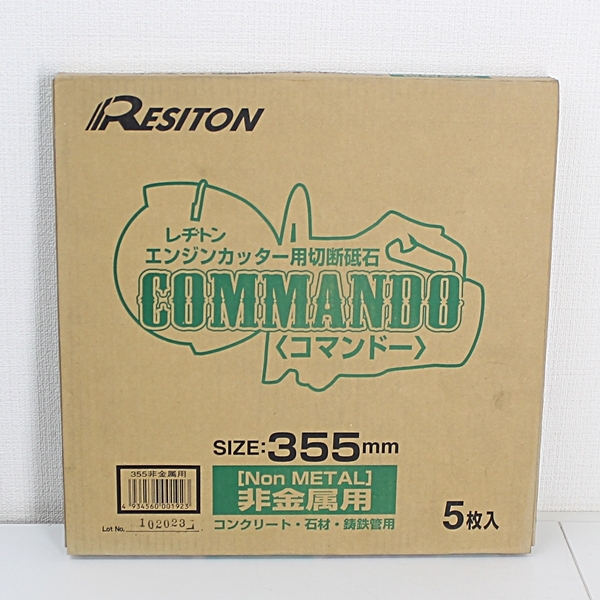 RESITON
レヂトン
エンジンカッター用切断砥石
COMMANDO
〈コマンドー〉
SIZE:355mm
355非金属用
4 934560 001923
Lot No. 102023
[Non METAL]
非金属用
コンクリート・石材・鋳鉄管用
5枚入